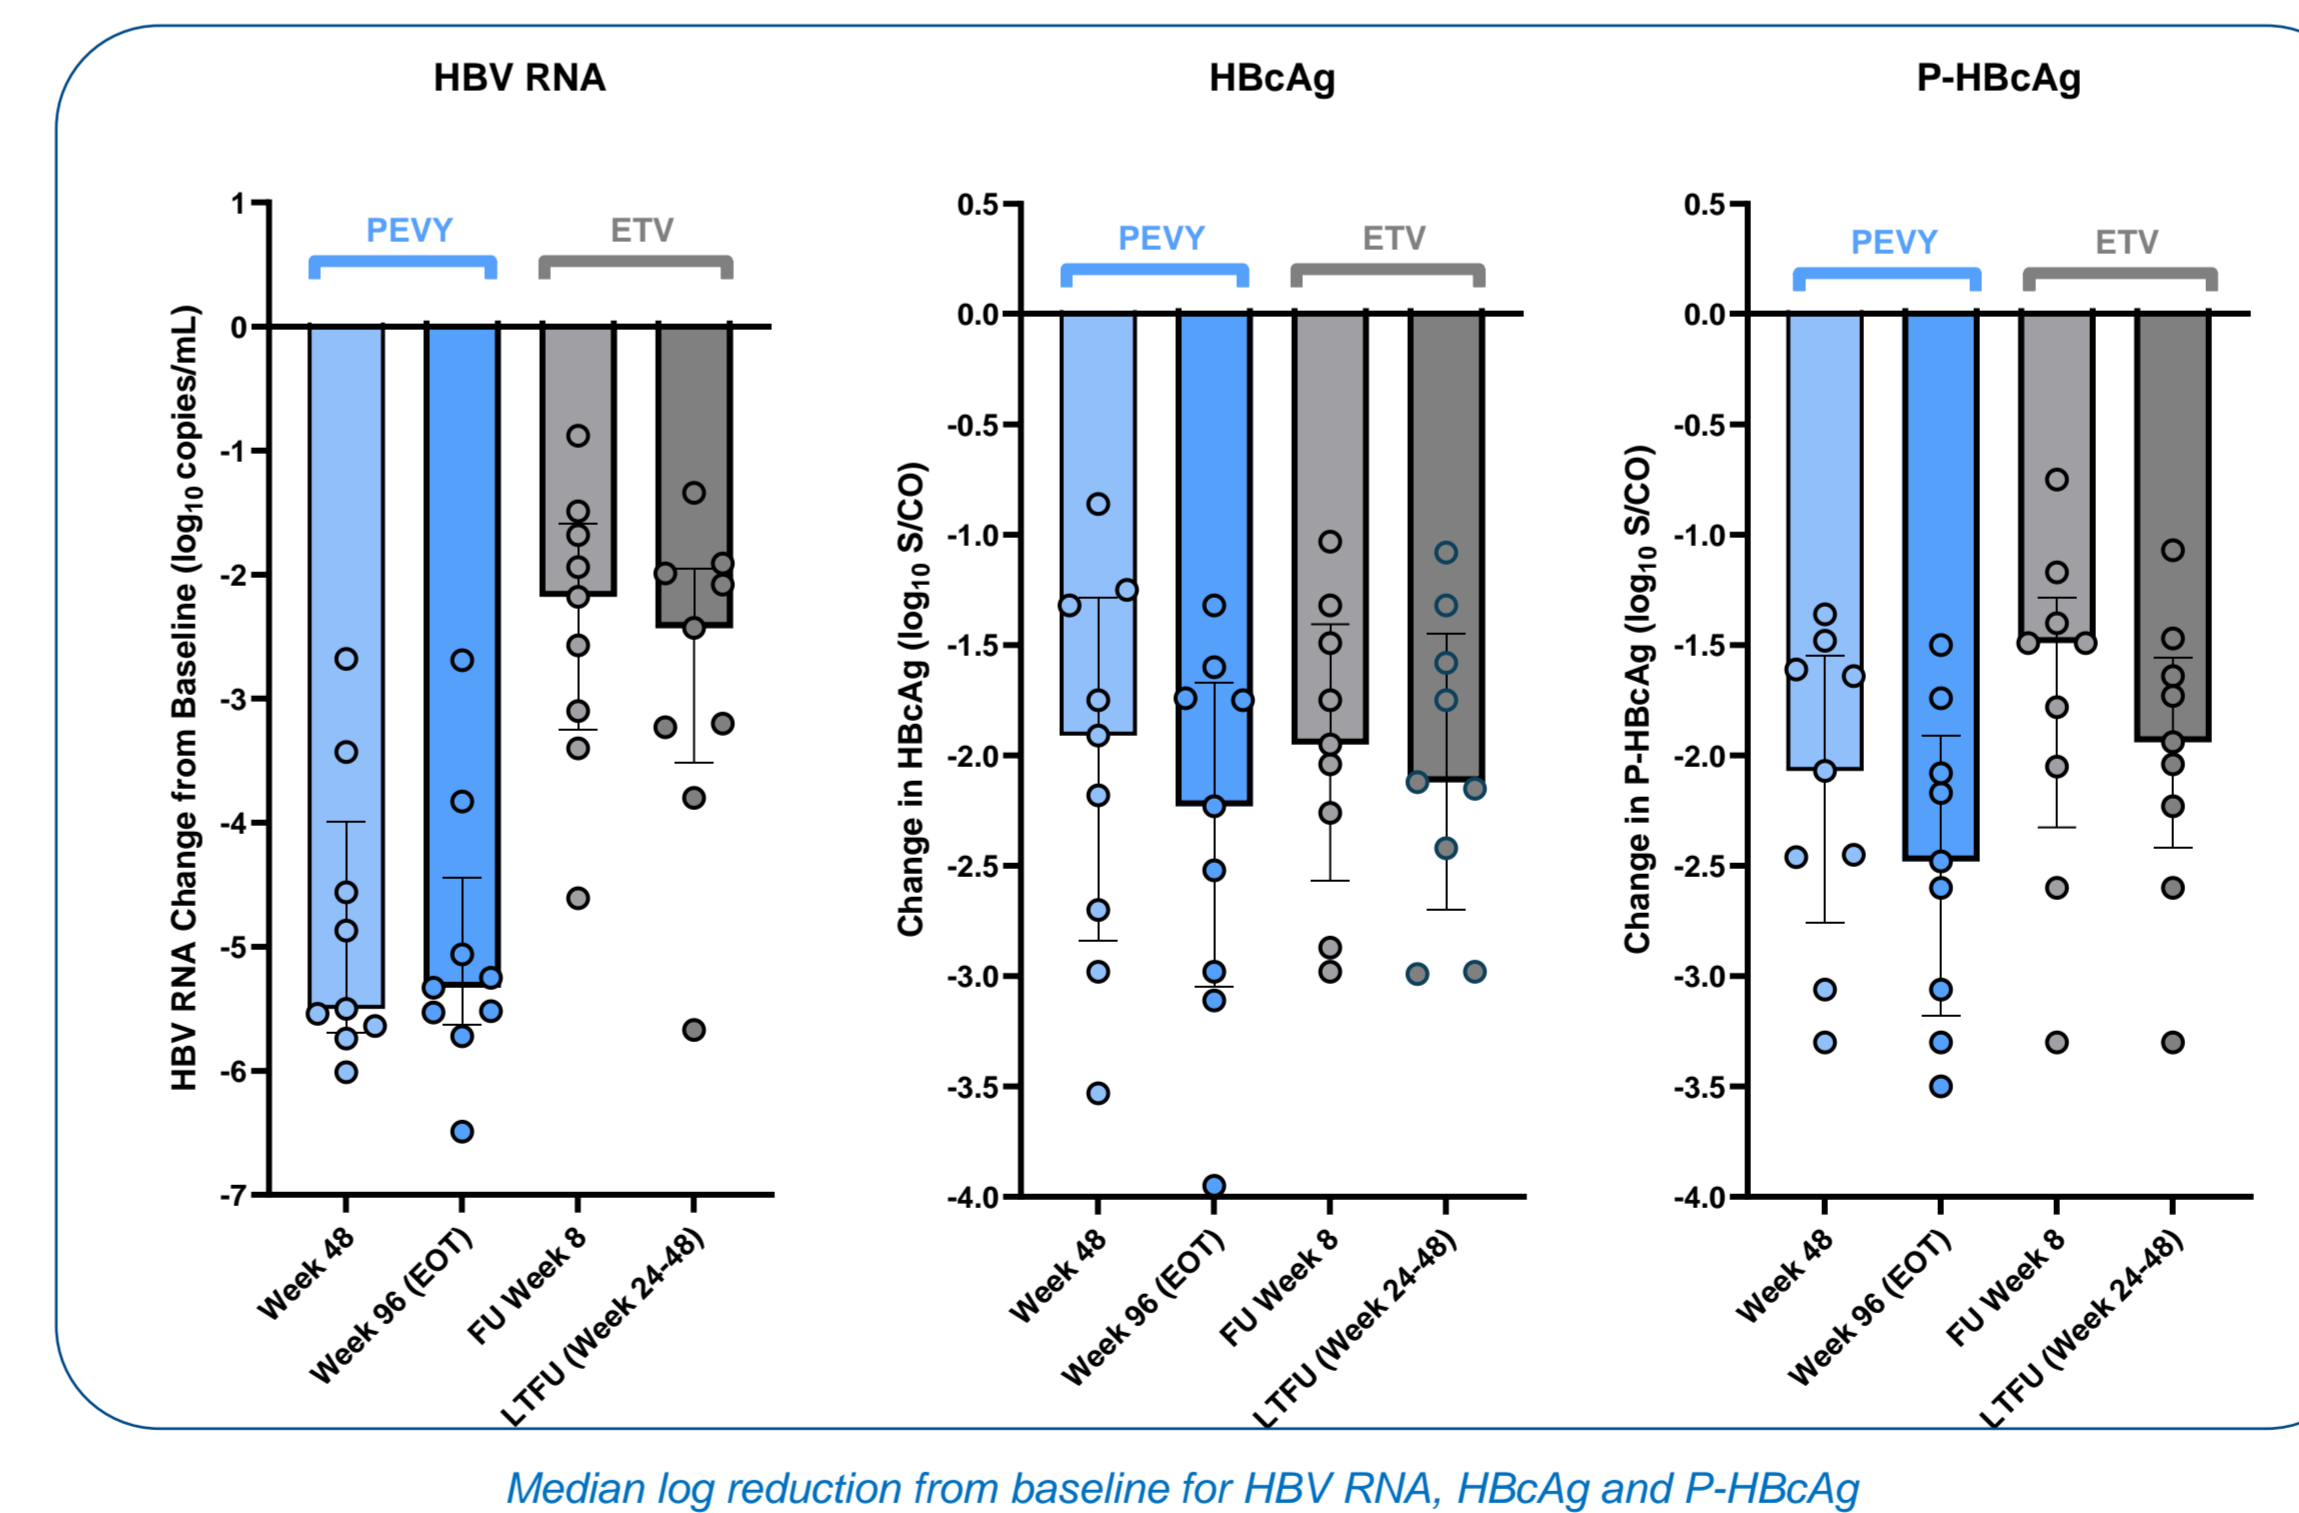 HBV RNA
HBV RNA Change from Baseline (log10 copies/mL)
1
0
-1
-2
-3
-4
-5
-6
-7
PEVY
ETV
Week 48
Week 96 (EOT)
FU Week 8
LTFU (Week 24-48)
HBcAg
Change in HBcAg (log10 S/CO)
0.5
0.0
-0.5
-1.0
-1.5
-2.0
-2.5
-3.0
-3.5
-4.0
PEVY
ETV
Week 48
Week 96 (EOT)
FU Week 8
LTFU (Week 24-48)
P-HBcAg
Change in P-HBcAg (log10 S/CO)
0.5
0.0
-0.5
-1.0
-1.5
-2.0
-2.5
-3.0
-3.5
-4.0
PEVY
ETV
Week 48
Week 96 (EOT)
FU Week 8
LTFU (Week 24-48)
Median log reduction from baseline for HBV RNA, HBcAg and P-HBcAg